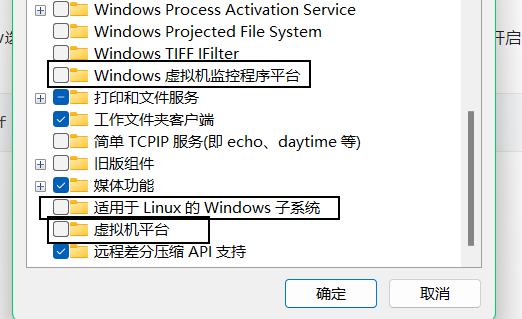 Windows Process Activation Service
Windows Projected File System
Windows TIFF IFilter
Windows 虚拟机监控程序平台
打印和文件服务
工作文件夹客户端
简单 TCPIP 服务(即 echo、daytime 等)
旧版组件
媒体功能
适用于 Linux 的 Windows 子系统
虚拟机平台
远程差分压缩 API 支持
确定
取消
开启
f